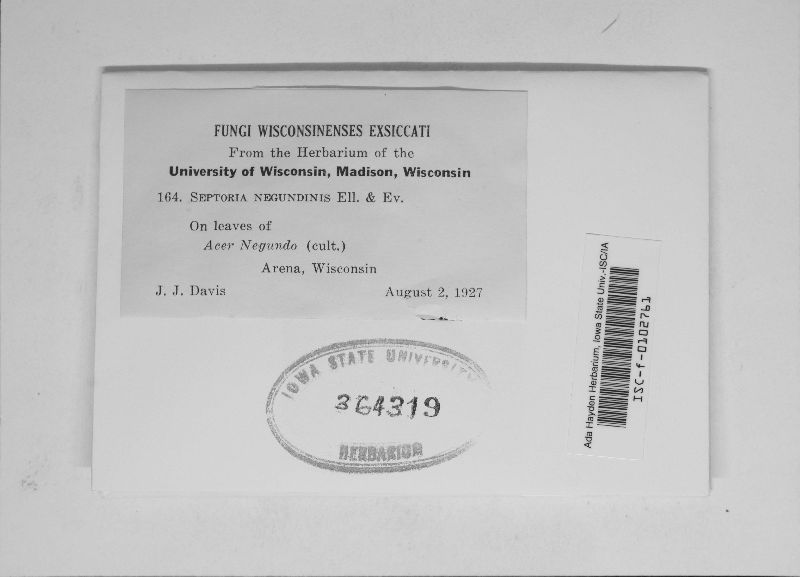 FUNGI WISCONSINENSES EXSICCATI
From the Herbarium of the
University of Wisconsin, Madison, Wisconsin
164. SEPTORIA NEGUNDINIS Ell. & Ev.
On leaves of
Acer Negundo (cult.)
Arena, Wisconsin
J. J. Davis August 2, 1927
IOWA STATE UNIVERSITY
364319
HERBARIUM
Ada Hayden Herbarium, Iowa State Univ.-ISC/IA
ISC-f-0102761